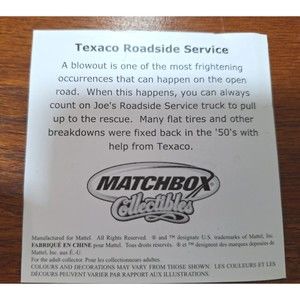 Texaco Roadside Service
A blowout is one of the most frightening
occurrences that can happen on the open
road. When this happens, you can always
count on Joe's Roadside Service truck to pull
up to the rescue. Many flat tires and other
breakdowns were fixed back in the '50's with
help from Texaco.
MATCHBOX
Collectibles
Manufactured for Mattel. All Rights Reserved. ® and ™ designate U.S. trademarks of Mattel, Inc.
FABRIQUÉ EN CHINE pour Mattel. Tous droits reservés. ® et ™ designent des marques deposées de
Mattel, Inc. aux É.-U.
For the adult collector. Pour les collectionneurs adultes.
COLOURS AND DECORATIONS MAY VARY FROM THOSE SHOWN. LES COULEURS ET LES
DÉCOURS PEUVENT VARIER PAR RAPPORT AUX ILLUSTRATIONS.